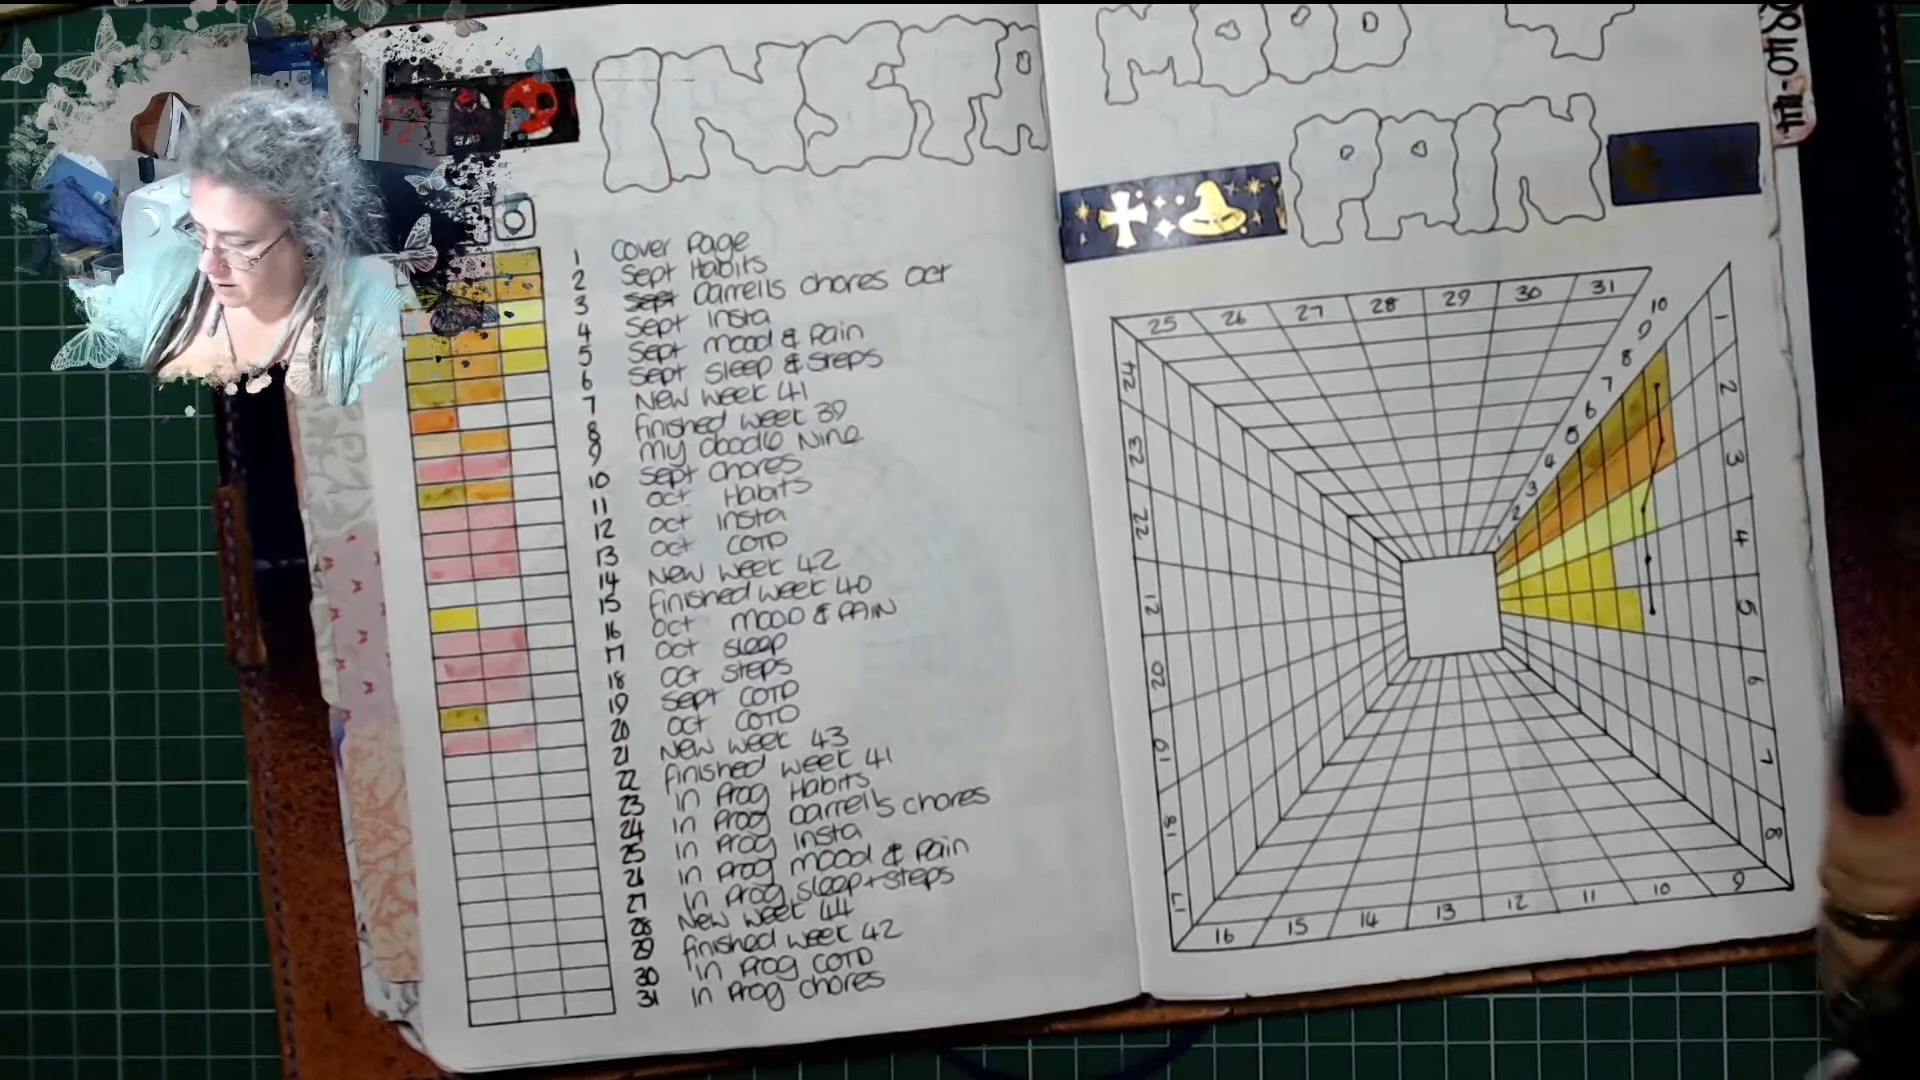 INSTA
1 Cover Page
2 Sept Habits
3 Sept Darrells chores oct
4 Sept Insta
5 Sept mood & Pain
6 Sept Sleep & Steps
7 New week 41
8 finished week 39
9 my doodle Nine
10 Sept chores
11 oct Habits
12 oct Insta
13 oct COTD
14 New week 42
15 finished week 40
16 oct mood & PAIN
17 oct sleep
18 oct steps
19 Sept COTD
20 oct COTD
21 New week 43
22 finished week 41
23 in Prog Habits
24 in Prog Darrell's chores
25 in Prog Insta
26 in Prog mood & Pain
27 in Prog sleep + steps
28 New week 44
29 finished week 42
30 in Prog COTD
31 in Prog chores
MOOD
PAIN
25 26 27 28 29 30 31
10
9
8
7
6
5
4
3
2
1
1
2
3
4
5
6
7
8
24
23
22
21
20
19
18
17
16 15 14 13 12 11 10 9